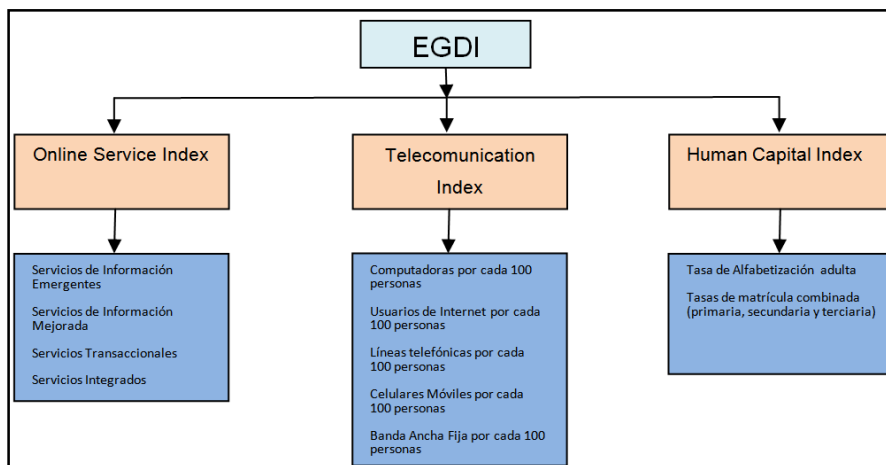 EGDI
Online Service Index
Telecomunication
Index
Human Capital Index
Servicios de Información
Emergentes
Servicios de Información
Mejorada
Servicios Transaccionales
Servicios Integrados
Computadoras por cada 100
personas
Usuarios de Internet por cada
100 personas
Líneas telefónicas por cada
100 personas
Celulares Móviles por cada
100 personas
Banda Ancha Fija por cada 100
personas
Tasa de Alfabetización adulta
Tasas de matrícula combinada
(primaria, secundaria y terciaria)